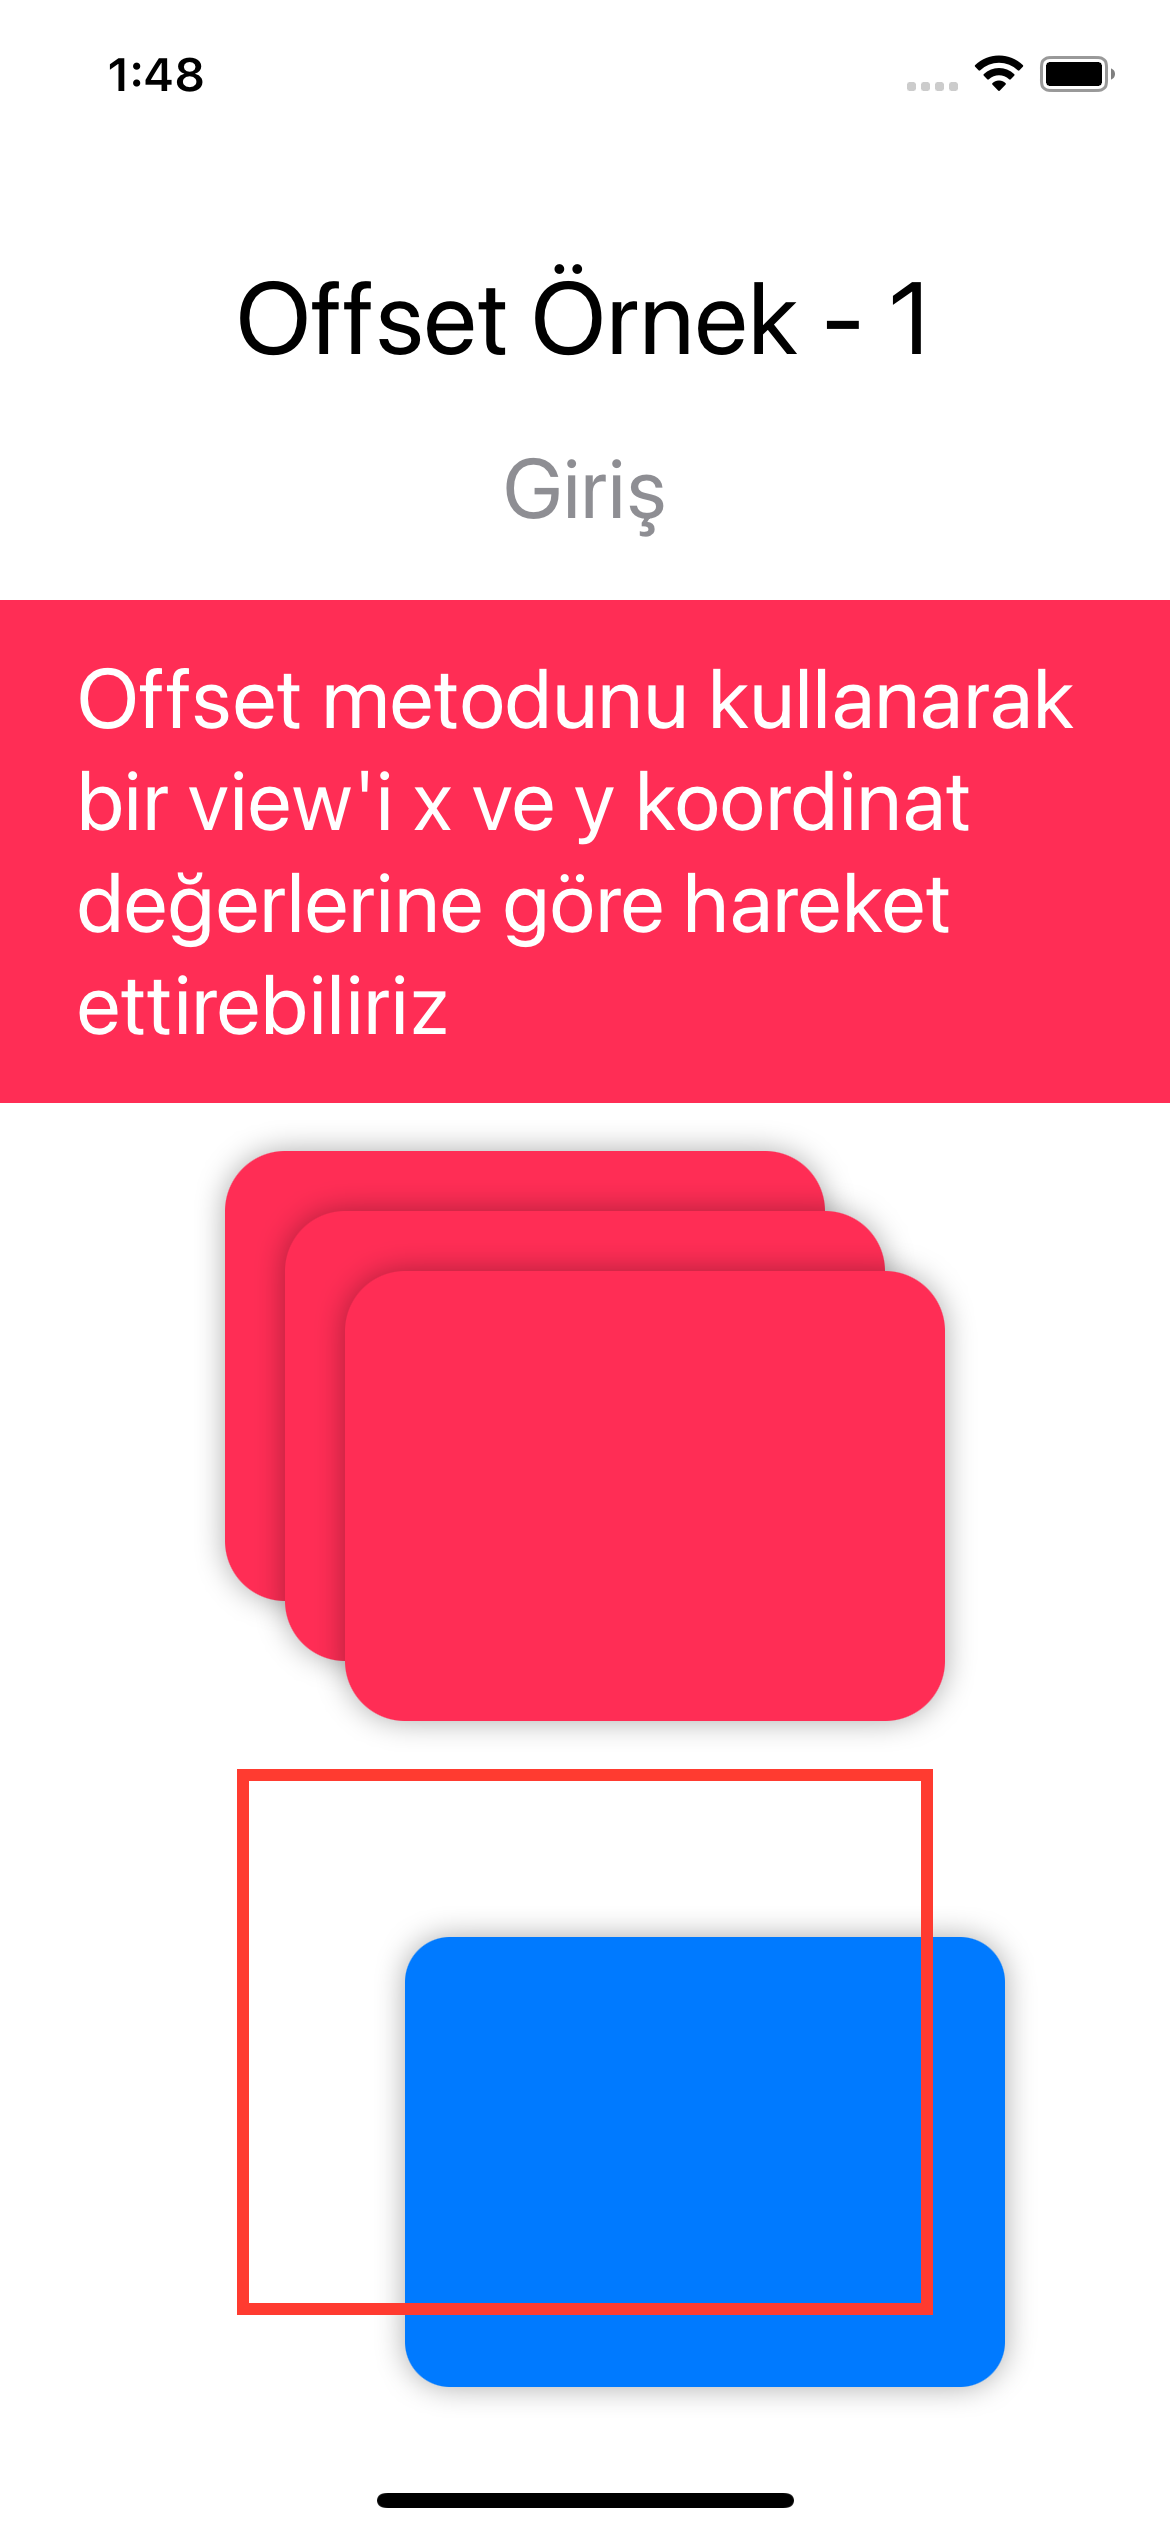 1:48
Offset Örnek - 1
Giriş
Offset metodunu kullanarak
bir view'i x ve y koordinat
değerlerine göre hareket
ettirebiliriz